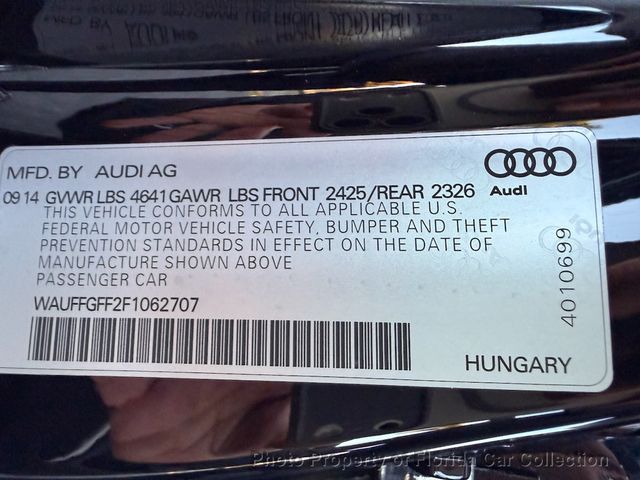 MFD. BY AUDI AG
09 14 GVWR LBS 4641 GAWR LBS FRONT 2425/REAR 2326
Audi
THIS VEHICLE CONFORMS TO ALL APPLICABLE U.S.
FEDERAL MOTOR VEHICLE SAFETY, BUMPER AND THEFT
PREVENTION STANDARDS IN EFFECT ON THE DATE OF
MANUFACTURE SHOWN ABOVE
PASSENGER CAR
WAUFFGFF2F1062707
4010699
HUNGARY
Photo Property of Florida Car Collection